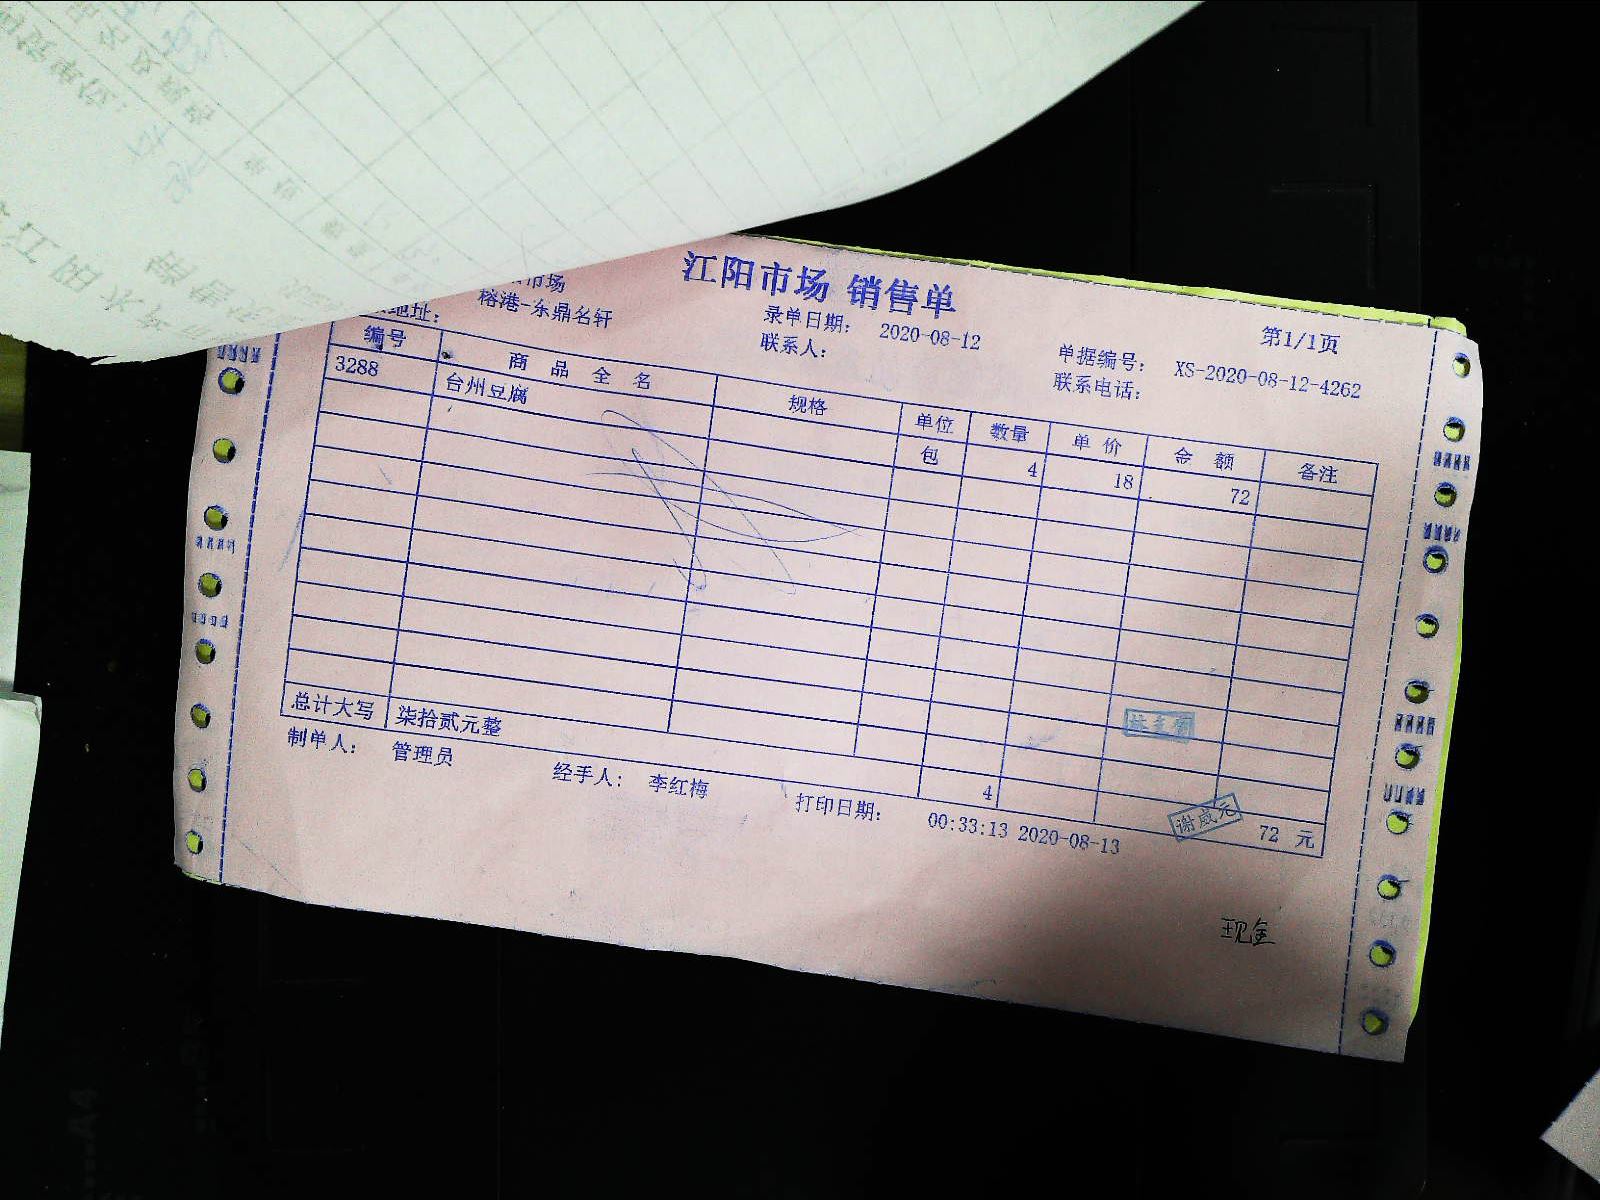 江阳市场 销售单
市场
录单日期： 2020-08-12
第1/1页
地址： 榕港-东鼎名轩
联系人：
单据编号： XS-2020-08-12-4262
联系电话：
编号 商品全名 规格 单位 数量 单价 金额 备注
3288 台州豆腐 包 4 18 72
总计大写 柒拾贰元整 4 72 元
谢威元
制单人： 管理员 经手人： 李红梅 打印日期： 00:33:13 2020-08-13
现金